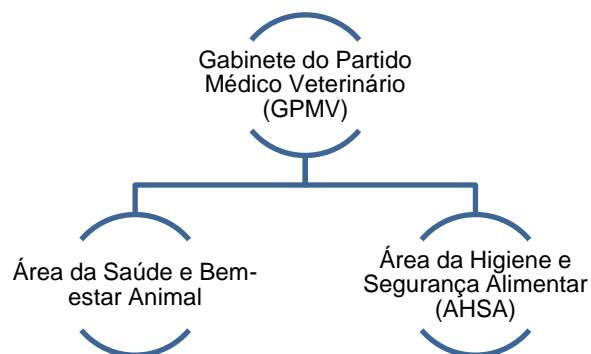 Gabinete do Partido
Médico Veterinário
(GPMV)
Área da Saúde e Bem-
estar Animal
Área da Higiene e
Segurança Alimentar
(AHSA)